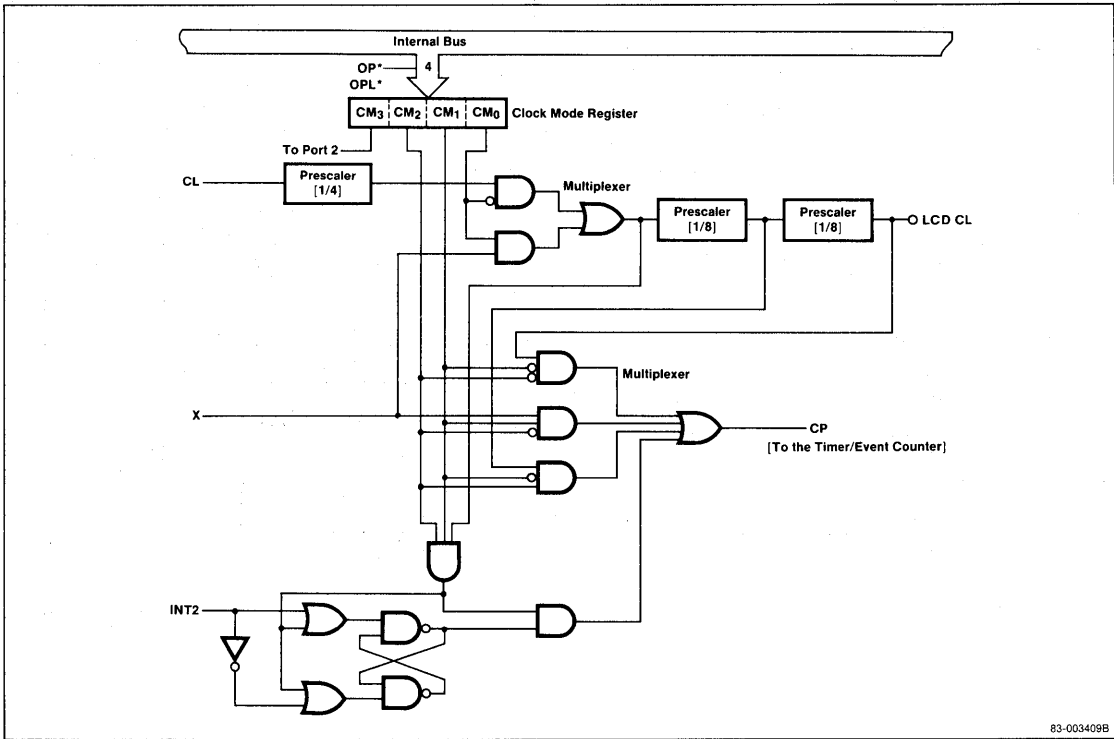 Internal Bus
OP*
4
OPL*
CM3 CM2 CM1 CM0
Clock Mode Register
To Port 2
CL
Prescaler
[1/4]
Multiplexer
Prescaler
[1/8]
Prescaler
[1/8]
LCD CL
Multiplexer
X
CP
[To the Timer/Event Counter]
INT2
83-003409B